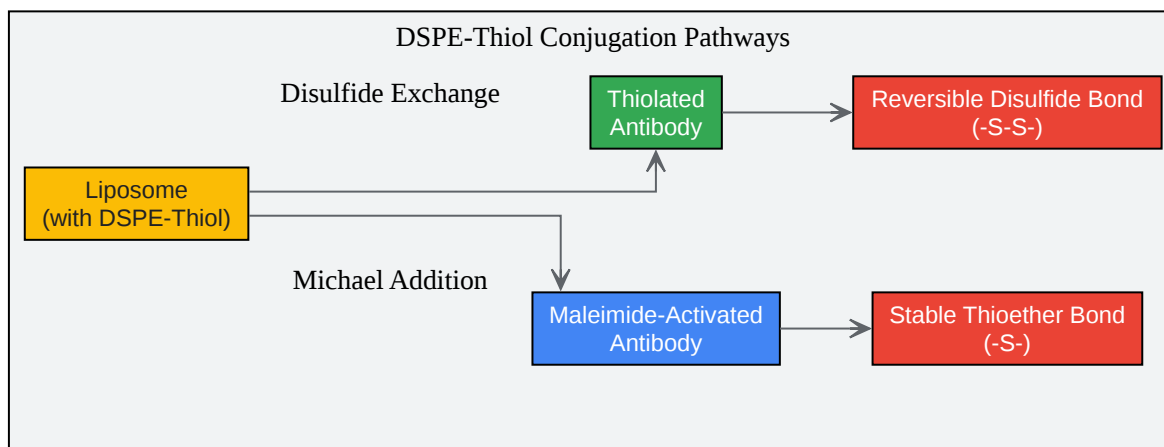 DSPE-Thiol Conjugation Pathways
Disulfide Exchange
Thiolated
Antibody
Reversible Disulfide Bond
(-S-S-)
Liposome
(with DSPE-Thiol)
Michael Addition
Maleimide-Activated
Antibody
Stable Thioether Bond
(-S-)